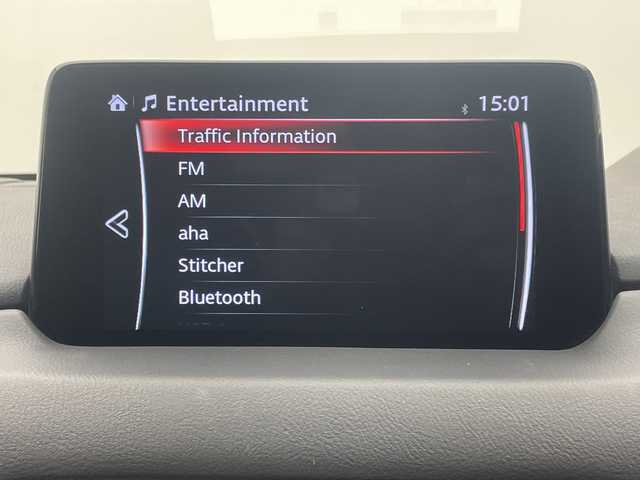 Entertainment 15:01
Traffic Information
FM
AM
aha
Stitcher
Bluetooth